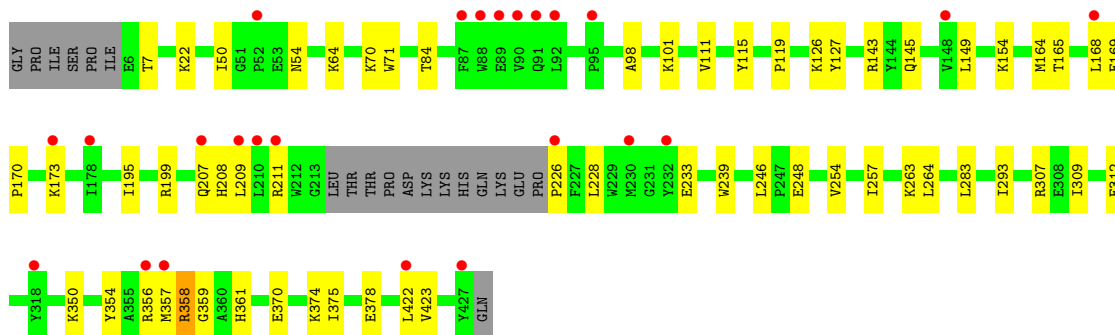 GLY PRO ILE SER PRO ILE E6 T7 K22 I50 G51 P52 E53 N54 K64 K70 W71 T84 F87 W88 E89 V90 Q91 L92 P95 A98 K101 V111 Y115 P119 K126 Y127 R143 Y144 Q145 V148 L149 K154 M164 T165 L168 E169
P170 K173 I178 I195 R199 Q207 H208 L209 L210 R211 W212 G213 LEU THR THR PRO ASP LYS LYS HIS GLN LYS GLU PRO P226 F227 L228 W229 M230 G231 Y232 E233 W239 L246 P247 E248 V254 I257 K263 L264 L283 I293 R307 E308 I309 E312
Y318 K350 Y354 A355 R356 M357 R358 G359 A360 H361 E370 K374 I375 E378 L422 V423 Y427 GLN